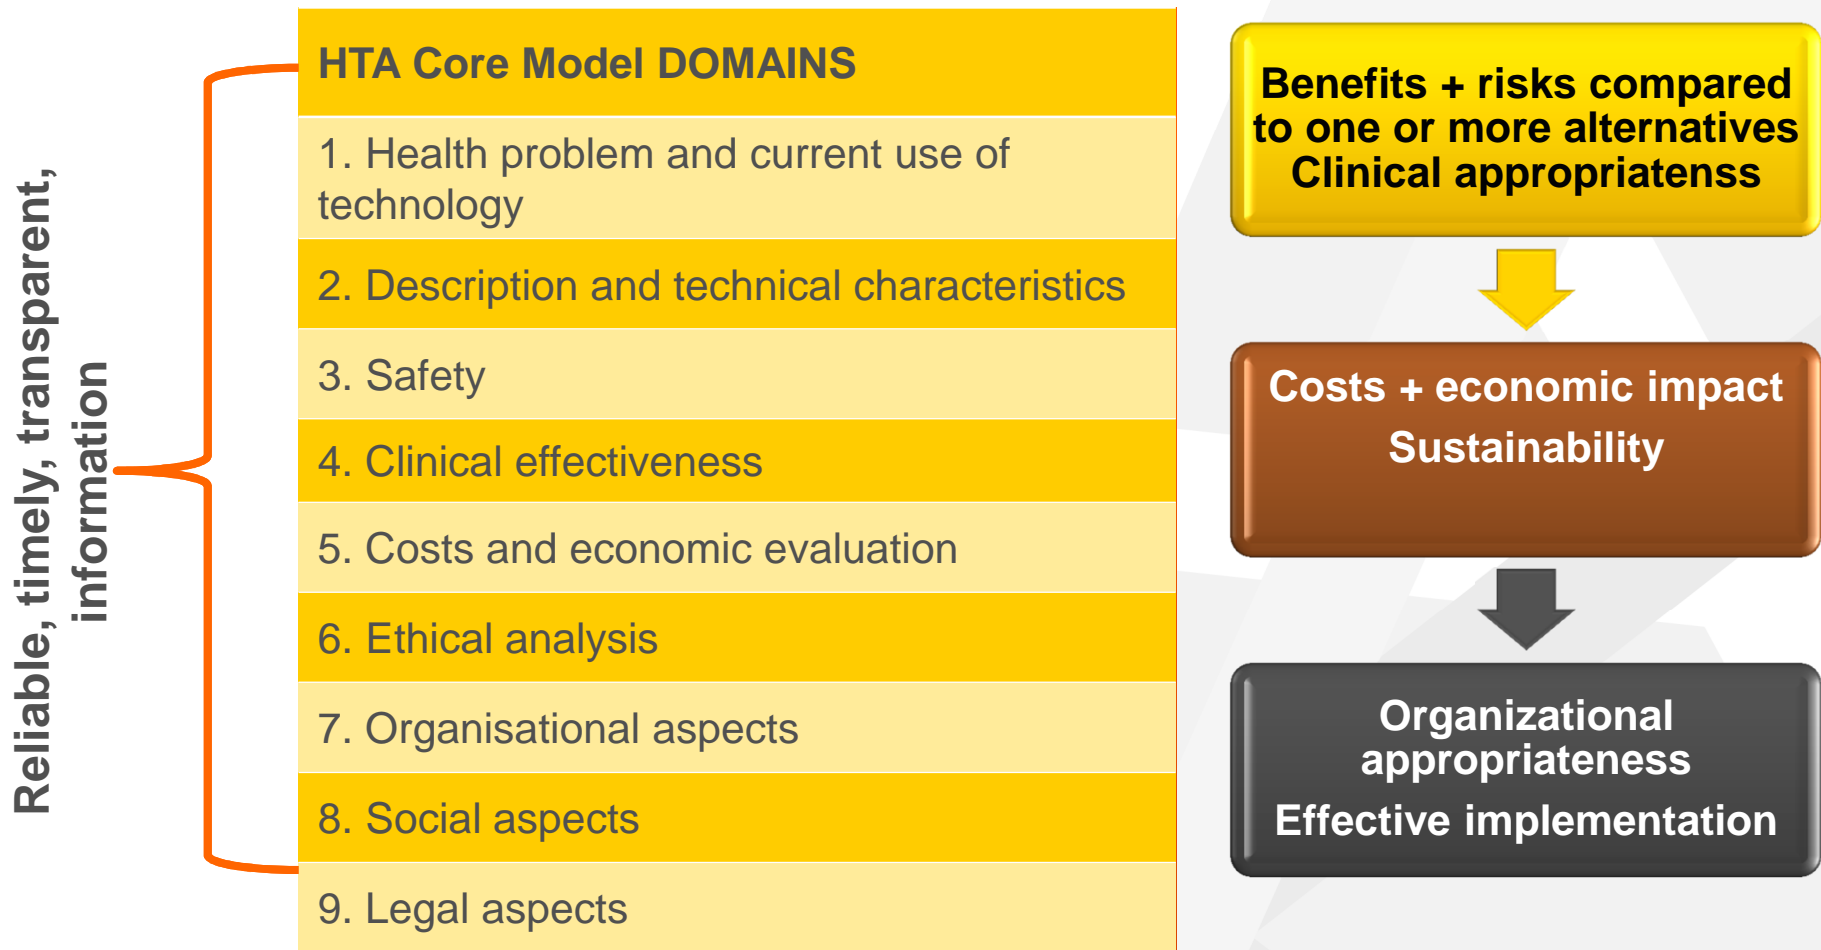 Reliable, timely, transparent,
information
HTA Core Model DOMAINS
1. Health problem and current use of
technology
2. Description and technical characteristics
3. Safety
4. Clinical effectiveness
5. Costs and economic evaluation
6. Ethical analysis
7. Organisational aspects
8. Social aspects
9. Legal aspects
Benefits + risks compared
to one or more alternatives
Clinical appropriatenss
Costs + economic impact
Sustainability
Organizational
appropriateness
Effective implementation